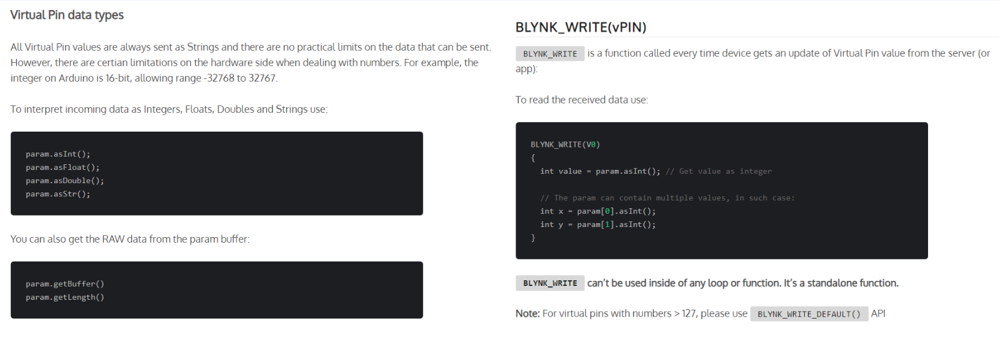 Virtual Pin data types
All Virtual Pin values are always sent as Strings and there are no practical limits on the data that can be sent.
However, there are certian limitations on the hardware side when dealing with numbers. For example, the
integer on Arduino is 16-bit, allowing range -32768 to 32767.
To interpret incoming data as Integers, Floats, Doubles and Strings use:
param.asInt();
param.asFloat();
param.asDouble();
param.asStr();
You can also get the RAW data from the param buffer:
param.getBuffer()
param.getLength()
BLYNK_WRITE(vPIN)
BLYNK_WRITE is a function called every time device gets an update of Virtual Pin value from the server (or
app):
To read the received data use:
BLYNK_WRITE(V0)
{
int value = param.asInt(); // Get value as integer
// The param can contain multiple values, in such case:
int x = param[0].asInt();
int y = param[1].asInt();
}
BLYNK_WRITE can't be used inside of any loop or function. It's a standalone function.
Note: For virtual pins with numbers > 127, please use BLYNK_WRITE_DEFAULT() API